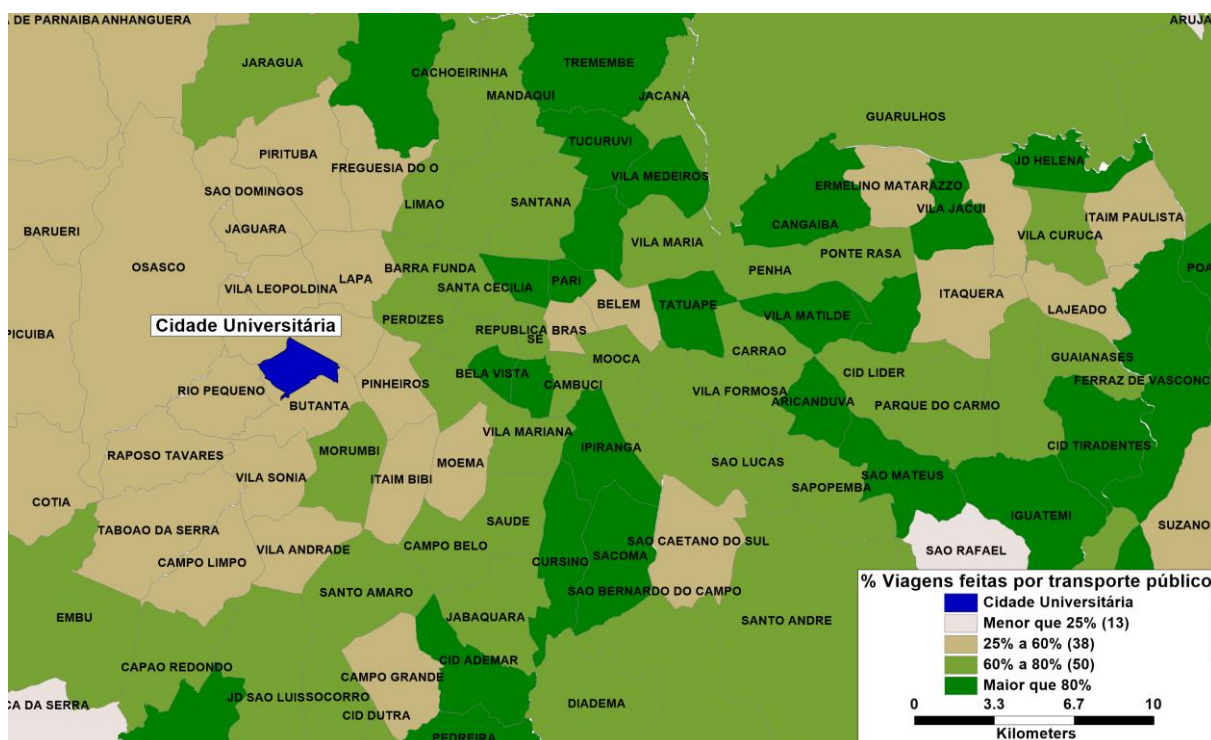 A DE PARNAIBA ANHANGUERA
ARUJA
JARAGUA
CACHOEIRINHA
TREMEMBE
MANDAQUI
JACANA
GUARULHOS
TUCURUVI
PIRITUBA
FREGUESIA DO O
VILA MEDEIROS
JD HELENA
SAO DOMINGOS
ERMELINO MATARAZZO
LIMAO
SANTANA
VILA JACUI
ITAIM PAULISTA
JAGUARA
CANGAIBA
BARUERI
VILA MARIA
VILA CURUCA
PONTE RASA
OSASCO
BARRA FUNDA
PENHA
POA
LAPA
VILA LEOPOLDINA
SANTA CECILIA
PARI
ITAQUERA
BELEM
TATUAPE
LAJEADO
VILA MATILDE
PERDIZES
Cidade Universitária
REPUBLICA
BRAS
PICUIBA
SE
CARRAO
MOOCA
GUAIANASES
BELA VISTA
CID LIDER
FERRAZ DE VASCONC
PINHEIROS
CAMBUCI
RIO PEQUENO
VILA FORMOSA
ARICANDUVA
PARQUE DO CARMO
BUTANTA
VILA MARIANA
IPIRANGA
CID TIRADENTES
MORUMBI
RAPOSO TAVARES
MOEMA
SAO LUCAS
VILA SONIA
ITAIM BIBI
SAO MATEUS
SAPOPEMBA
COTIA
IGUATEMI
SAUDE
TABOAO DA SERRA
SUZANO
SAO CAETANO DO SUL
CAMPO BELO
VILA ANDRADE
SAO RAFAEL
SACOMA
CAMPO LIMPO
CURSINO
SAO BERNARDO DO CAMPO
SANTO AMARO
EMBU
JABAQUARA
SANTO ANDRE
CID ADEMAR
CAPAO REDONDO
CAMPO GRANDE
JD SAO LUIS
SOCORRO
CA DA SERRA
DIADEMA
CID DUTRA
PEDREIRA
% Viagens feitas por transporte público
Cidade Universitária
Menor que 25% (13)
25% a 60% (38)
60% a 80% (50)
Maior que 80%
0 3.3 6.7 10
Kilometers